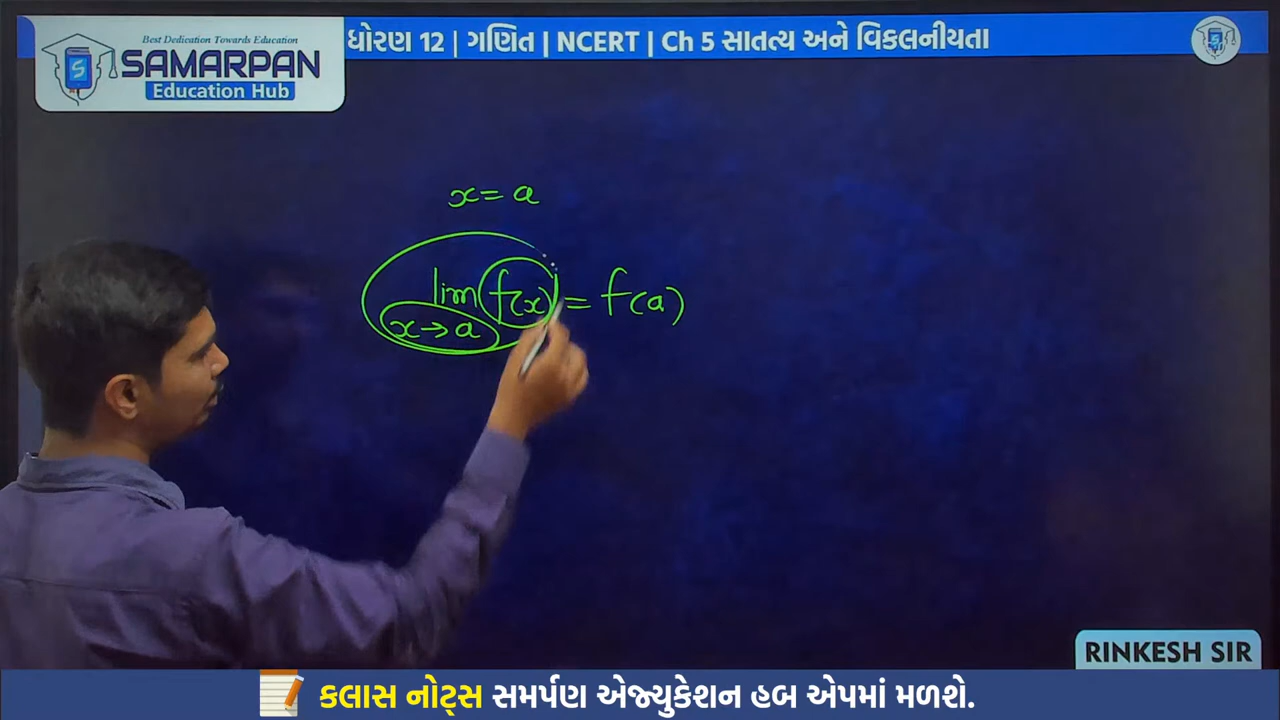 Best Dedication Towards Education
SAMARPAN
Education Hub
ધોરણ 12 | ગણિત | NCERT | Ch 5 સાતત્ય અને વિકલનીયતા
x = a
lim f(x) = f(a)
x → a
RINKESH SIR
કલાસ નોટ્સ સમર્પણ એજ્યુકેશન હબ એપમાં મળશે.